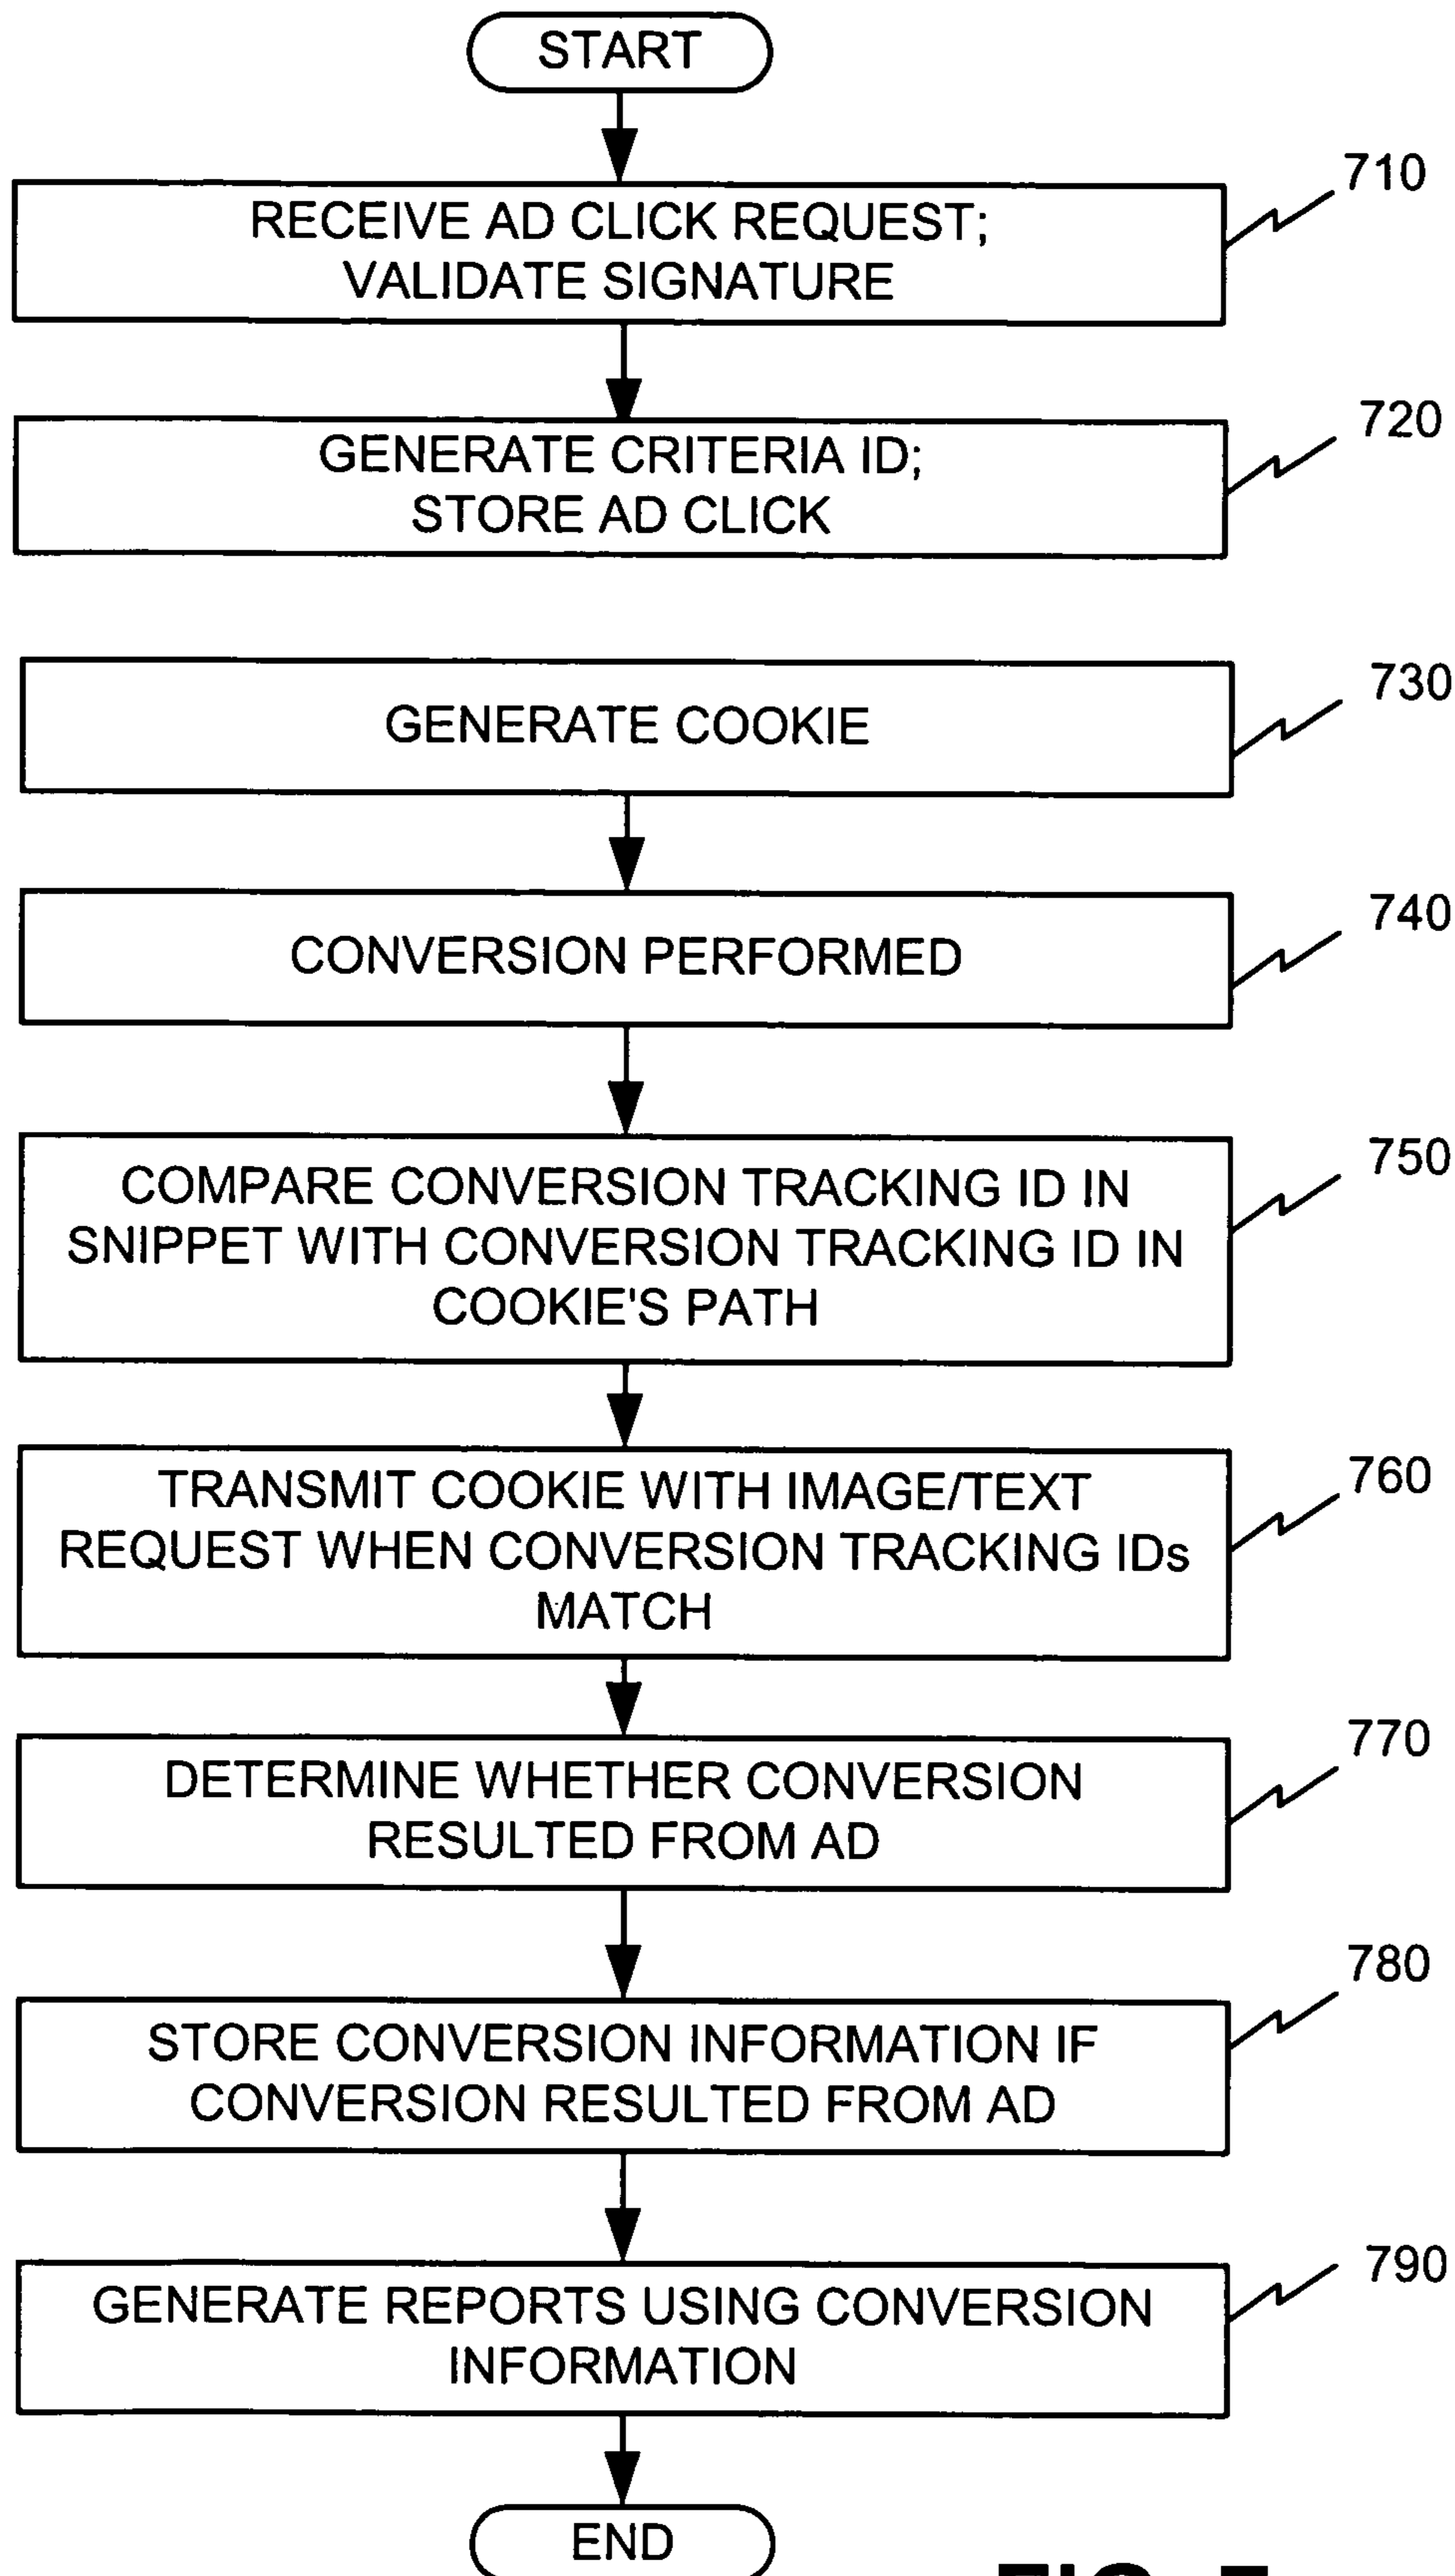 START
710
RECEIVE AD CLICK REQUEST;
VALIDATE SIGNATURE
720
GENERATE CRITERIA ID;
STORE AD CLICK
730
GENERATE COOKIE
740
CONVERSION PERFORMED
750
COMPARE CONVERSION TRACKING ID IN
SNIPPET WITH CONVERSION TRACKING ID IN
COOKIE'S PATH
760
TRANSMIT COOKIE WITH IMAGE/TEXT
REQUEST WHEN CONVERSION TRACKING IDs
MATCH
770
DETERMINE WHETHER CONVERSION
RESULTED FROM AD
780
STORE CONVERSION INFORMATION IF
CONVERSION RESULTED FROM AD
790
GENERATE REPORTS USING CONVERSION
INFORMATION
END